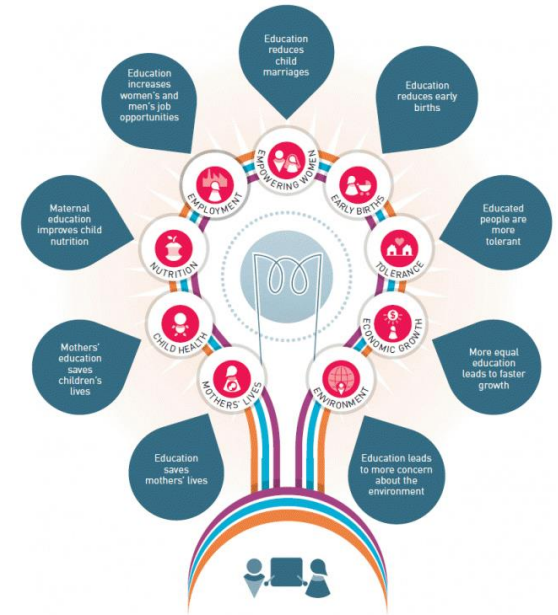 Education
reduces
child
marriages
Education
increases
women's and
men's job
opportunities
Education
reduces early
births
EMPOWERING WOMEN
EMPLOYMENT
EARLY BIRTHS
Maternal
education
improves child
nutrition
Educated
people are
more
tolerant
NUTRITION
TOLERANCE
CHILD HEALTH
ECONOMIC GROWTH
Mothers'
education
saves
children's
lives
More equal
education
leads to faster
growth
MOTHERS' LIVES
ENVIRONMENT
Education
saves
mothers' lives
Education leads
to more concern
about the
environment
$